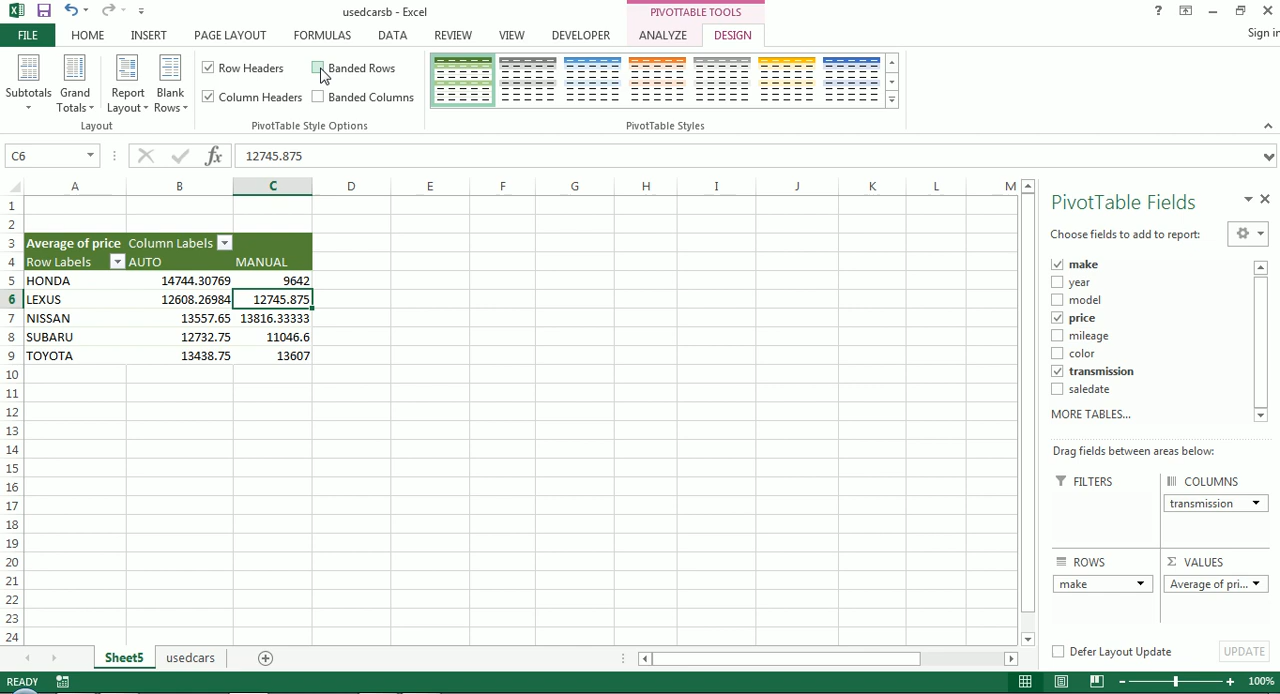 usedcarsb - Excel
PIVOTTABLE TOOLS
?
FILE HOME INSERT PAGE LAYOUT FORMULAS DATA REVIEW VIEW DEVELOPER ANALYZE DESIGN
Sign in
Subtotals
Grand Totals
Report Layout
Blank Rows
Layout
Row Headers
Banded Rows
Column Headers
Banded Columns
PivotTable Style Options
PivotTable Styles
C6
fx
12745.875
A B C D E F G H I J K L M
1
2
3 Average of price Column Labels
4 Row Labels AUTO MANUAL
5 HONDA 14744.30769 9642
6 LEXUS 12608.26984 12745.875
7 NISSAN 13557.65 13816.33333
8 SUBARU 12732.75 11046.6
9 TOYOTA 13438.75 13607
10
11
12
13
14
15
16
17
18
19
20
21
22
23
24
PivotTable Fields
Choose fields to add to report:
make
year
model
price
mileage
color
transmission
saledate
MORE TABLES...
Drag fields between areas below:
FILTERS
COLUMNS
transmission
ROWS
Σ VALUES
make
Average of pri...
Defer Layout Update
UPDATE
Sheet5
usedcars
READY
100%